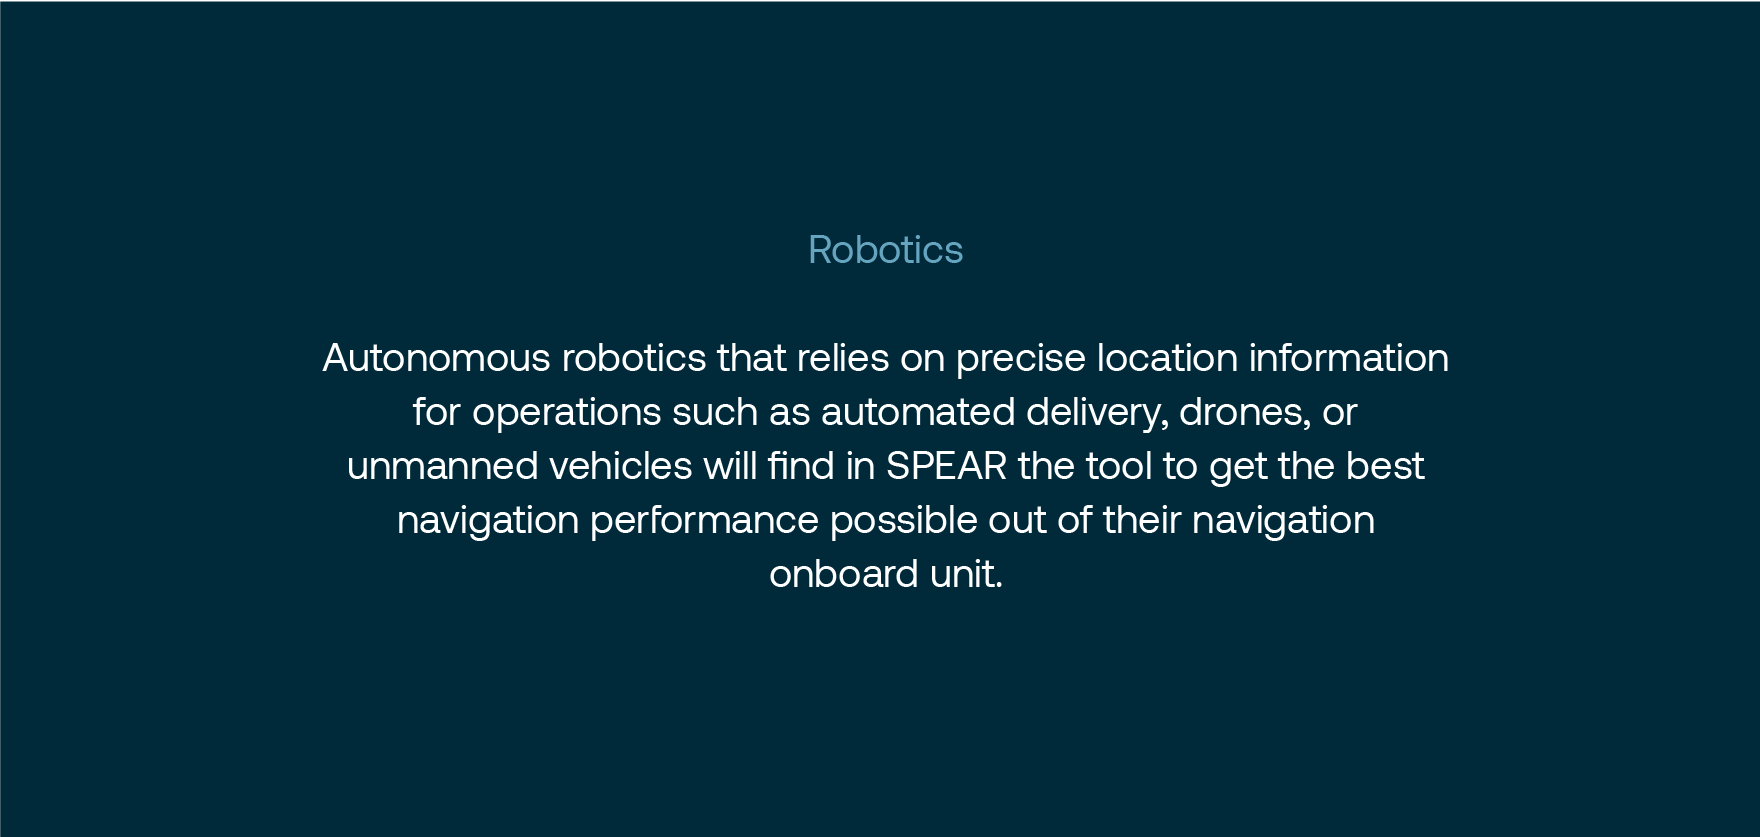 Robotics
Autonomous robotics that relies on precise location information
for operations such as automated delivery, drones, or
unmanned vehicles will find in SPEAR the tool to get the best
navigation performance possible out of their navigation
onboard unit.